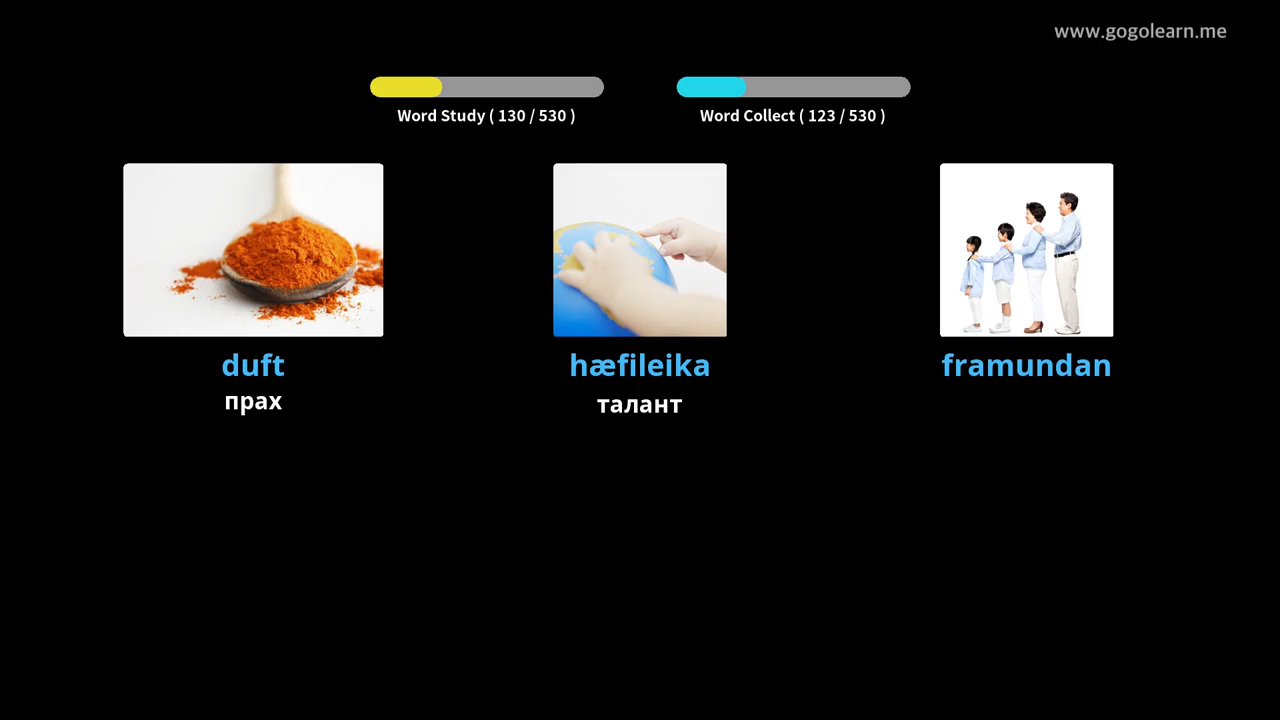 www.gogolearn.me
Word Study ( 130 / 530 )
Word Collect ( 123 / 530 )
duft
прах
hæfileika
талант
framundan